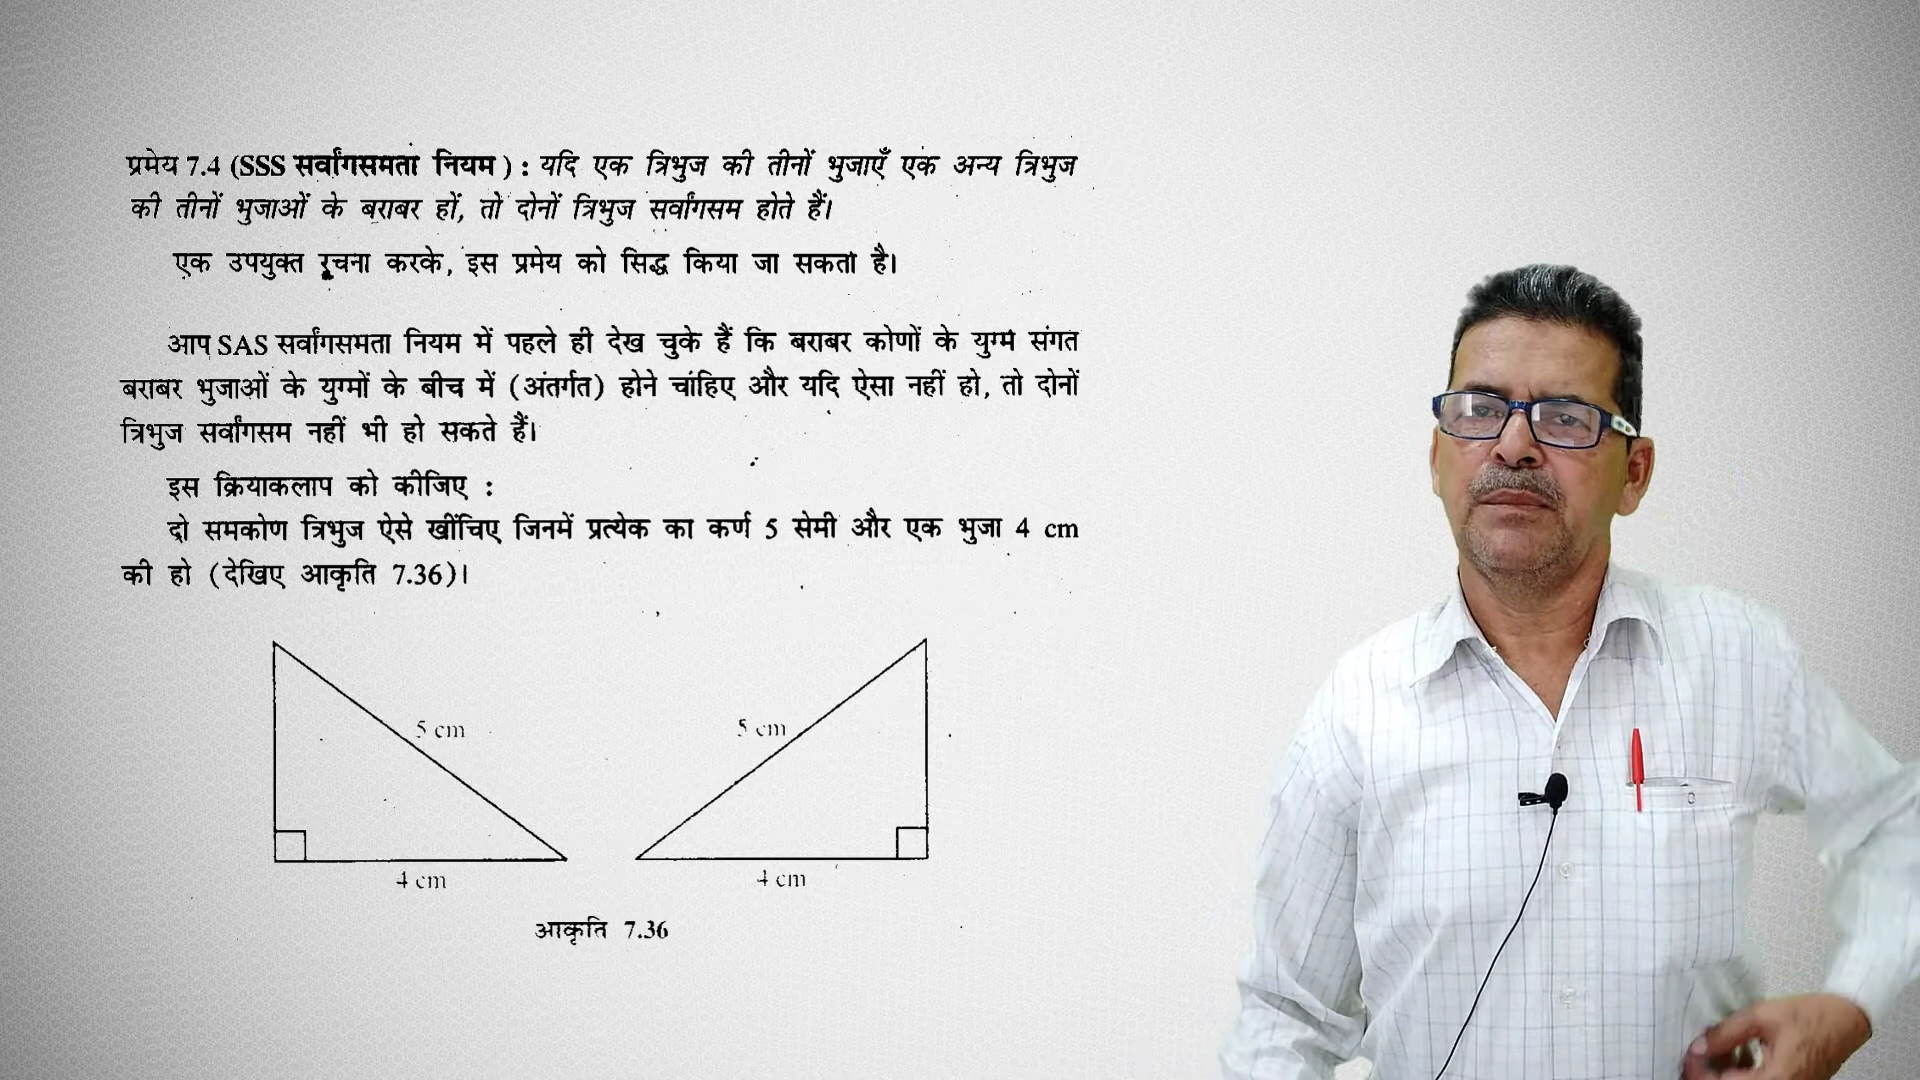 प्रमेय 7.4 (SSS सर्वांगसमता नियम) : यदि एक त्रिभुज की तीनों भुजाएँ एक अन्य त्रिभुज
की तीनों भुजाओं के बराबर हों, तो दोनों त्रिभुज सर्वांगसम होते हैं।
एक उपयुक्त रचना करके, इस प्रमेय को सिद्ध किया जा सकता है।
आप SAS सर्वांगसमता नियम में पहले ही देख चुके हैं कि बराबर कोणों के युग्म संगत
बराबर भुजाओं के युग्मों के बीच में (अंतर्गत) होने चाहिए और यदि ऐसा नहीं हो, तो दोनों
त्रिभुज सर्वांगसम नहीं भी हो सकते हैं।
इस क्रियाकलाप को कीजिए :
दो समकोण त्रिभुज ऐसे खींचिए जिनमें प्रत्येक का कर्ण 5 सेमी और एक भुजा 4 cm
की हो (देखिए आकृति 7.36)।
5 cm
5 cm
4 cm
4 cm
आकृति 7.36